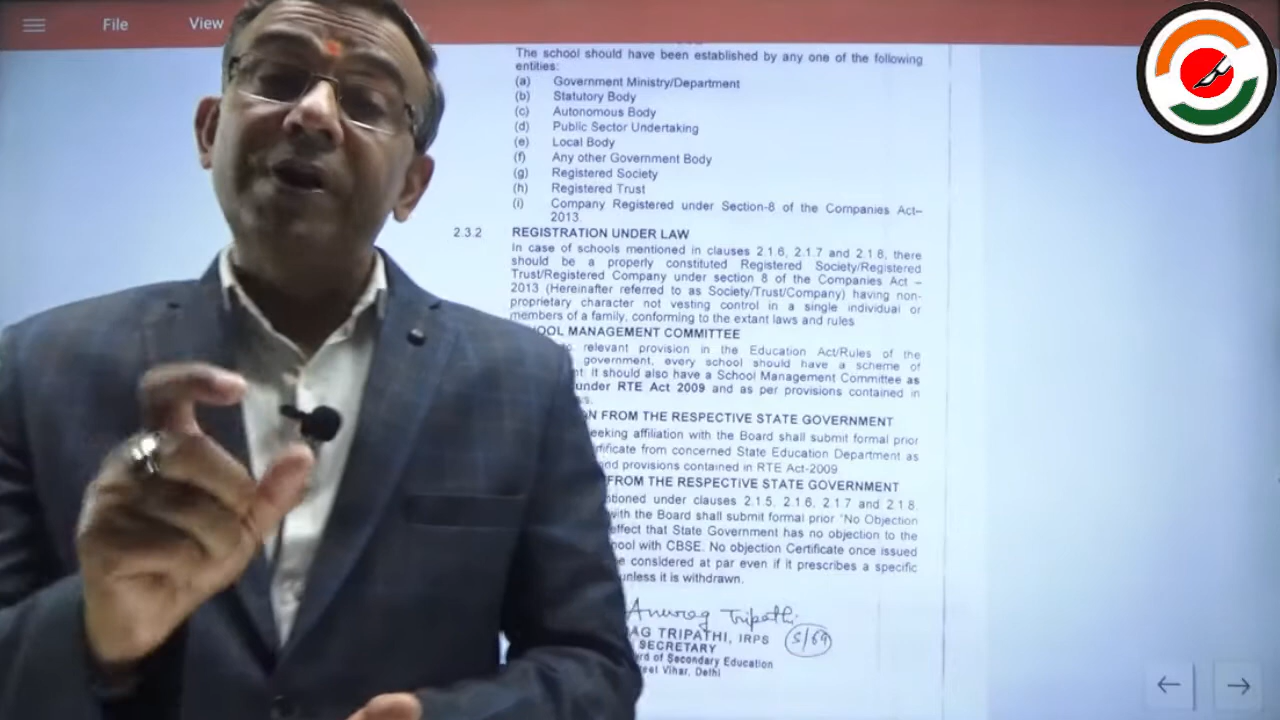 File
View
The school should have been established by any one of the following
entities:
(a) Government Ministry/Department
(b) Statutory Body
(c) Autonomous Body
(d) Public Sector Undertaking
(e) Local Body
(f) Any other Government Body
(g) Registered Society
(h) Registered Trust
(i) Company Registered under Section-8 of the Companies Act–
2013.
2.3.2 REGISTRATION UNDER LAW
In case of schools mentioned in clauses 2.1.6, 2.1.7 and 2.1.8, there
should be a properly constituted Registered Society/Registered
Trust/Registered Company under section 8 of the Companies Act –
2013 (Hereinafter referred to as Society/Trust/Company) having non-
proprietary character not vesting control in a single individual or
members of a family, conforming to the extant laws and rules
OOL MANAGEMENT COMMITTEE
relevant provision in the Education Act/Rules of the
government, every school should have a scheme of
It should also have a School Management Committee as
under RTE Act 2009 and as per provisions contained in
FROM THE RESPECTIVE STATE GOVERNMENT
eeking affiliation with the Board shall submit formal prior
rtificate from concerned State Education Department as
nd provisions contained in RTE Act-2009
FROM THE RESPECTIVE STATE GOVERNMENT
ntioned under clauses 2.1.5, 2.1.6, 2.1.7 and 2.1.8.
with the Board shall submit formal prior "No Objection
effect that State Government has no objection to the
ool with CBSE. No objection Certificate once issued
e considered at par even if it prescribes a specific
unless it is withdrawn.
Anurag Tripathi
AG TRIPATHI, IRPS
5/69
SECRETARY
rd of Secondary Education
eet Vihar, Delhi